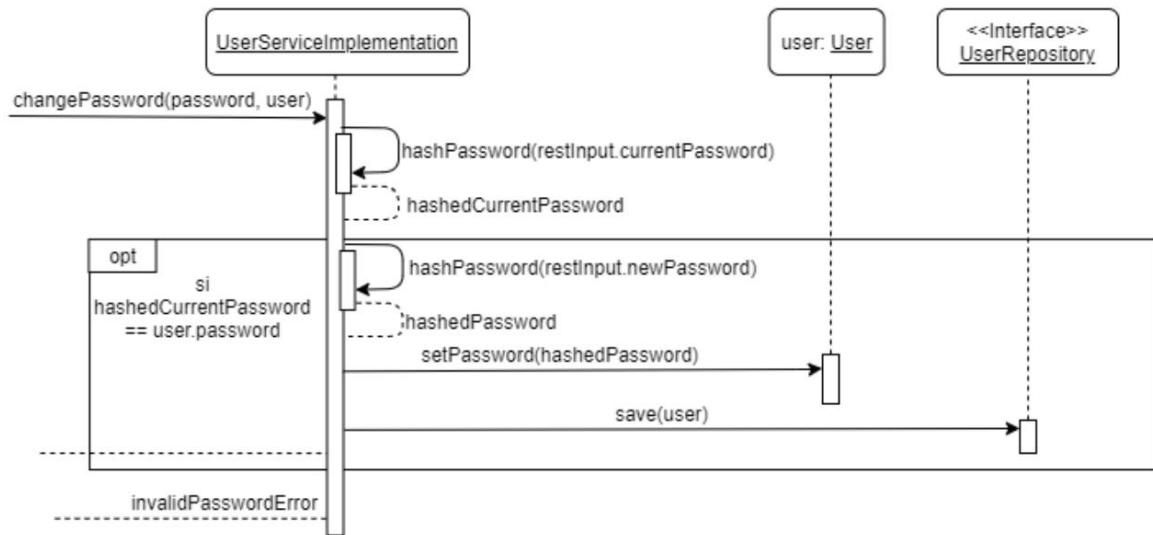 UserServiceImplementation
user: User
<<Interface>>
UserRepository
changePassword(password, user)
hashPassword(restInput.currentPassword)
hashedCurrentPassword
opt
si
hashedCurrentPassword
== user.password
hashPassword(restInput.newPassword)
hashedPassword
setPassword(hashedPassword)
save(user)
invalidPasswordError